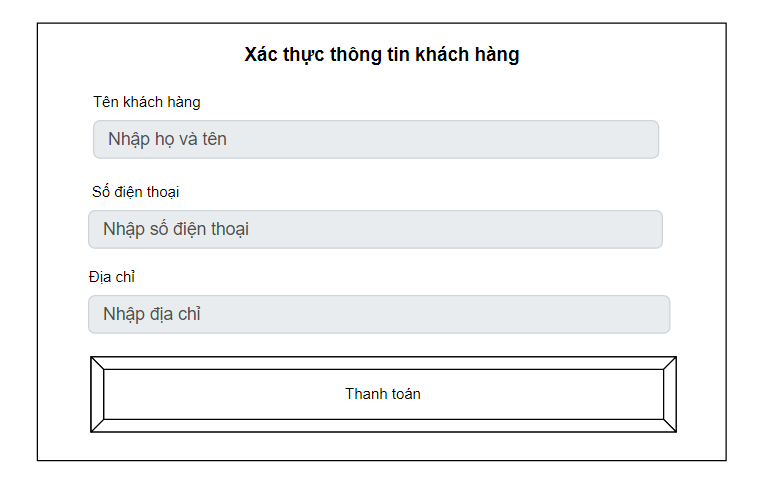 Xác thực thông tin khách hàng
Tên khách hàng
Nhập họ và tên
Số điện thoại
Nhập số điện thoại
Địa chỉ
Nhập địa chỉ
Thanh toán